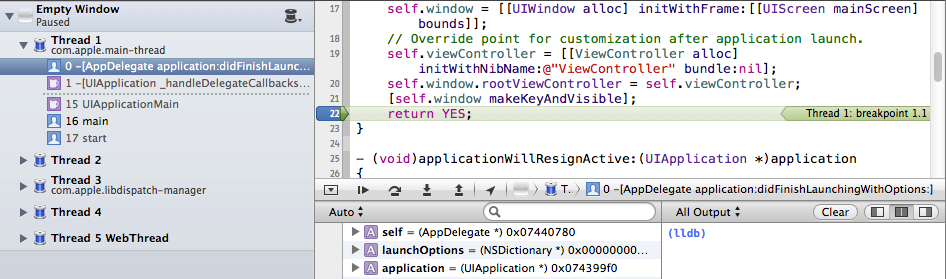 Empty Window
Paused
Thread 1
com.apple.main-thread
0 -[AppDelegate application:didFinishLaunc...
1 -[UIApplication _handleDelegateCallbacks...
15 UIApplicationMain
16 main
17 start
Thread 2
Thread 3
com.apple.libdispatch-manager
Thread 4
Thread 5 WebThread
17 self.window = [[UIWindow alloc] initWithFrame:[[UIScreen mainScreen]
bounds]];
18 // Override point for customization after application launch.
19 self.viewController = [[ViewController alloc]
initWithNibName:@"ViewController" bundle:nil];
20 self.window.rootViewController = self.viewController;
21 [self.window makeKeyAndVisible];
22 return YES; Thread 1: breakpoint 1.1
23 }
24
25 - (void)applicationWillResignActive:(UIApplication *)application
26 {
T... 0 -[AppDelegate application:didFinishLaunchingWithOptions:]
Auto All Output Clear
A self = (AppDelegate *) 0x07440780
A launchOptions = (NSDictionary *) 0x00000000...
A application = (UIApplication *) 0x074399f0
(lldb)